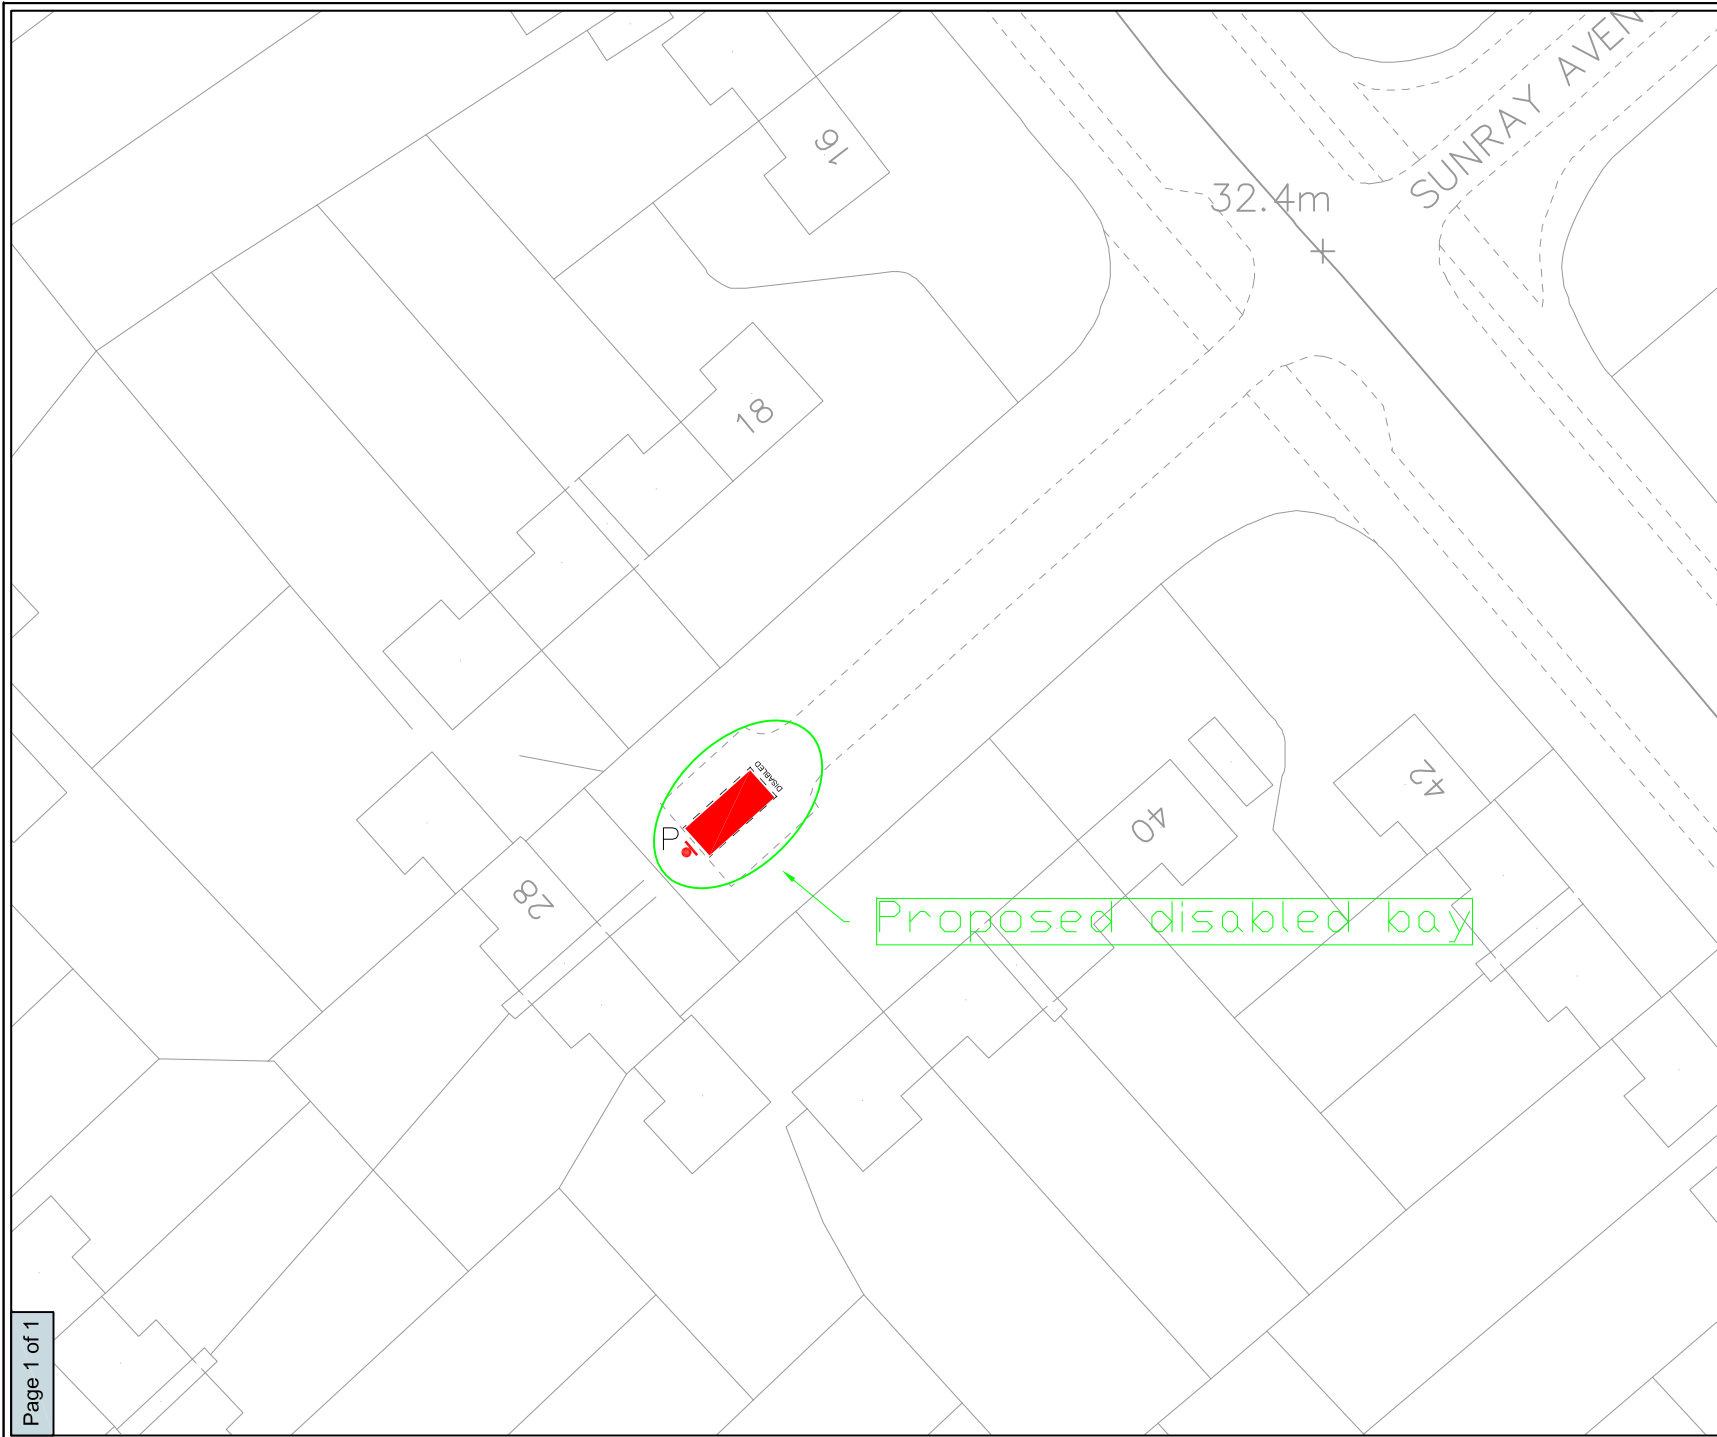 SUNRAY AVEN
16
32.4m
18
DISABLED
P
42
40
28
Proposed disabled bay
Page 1 of 1